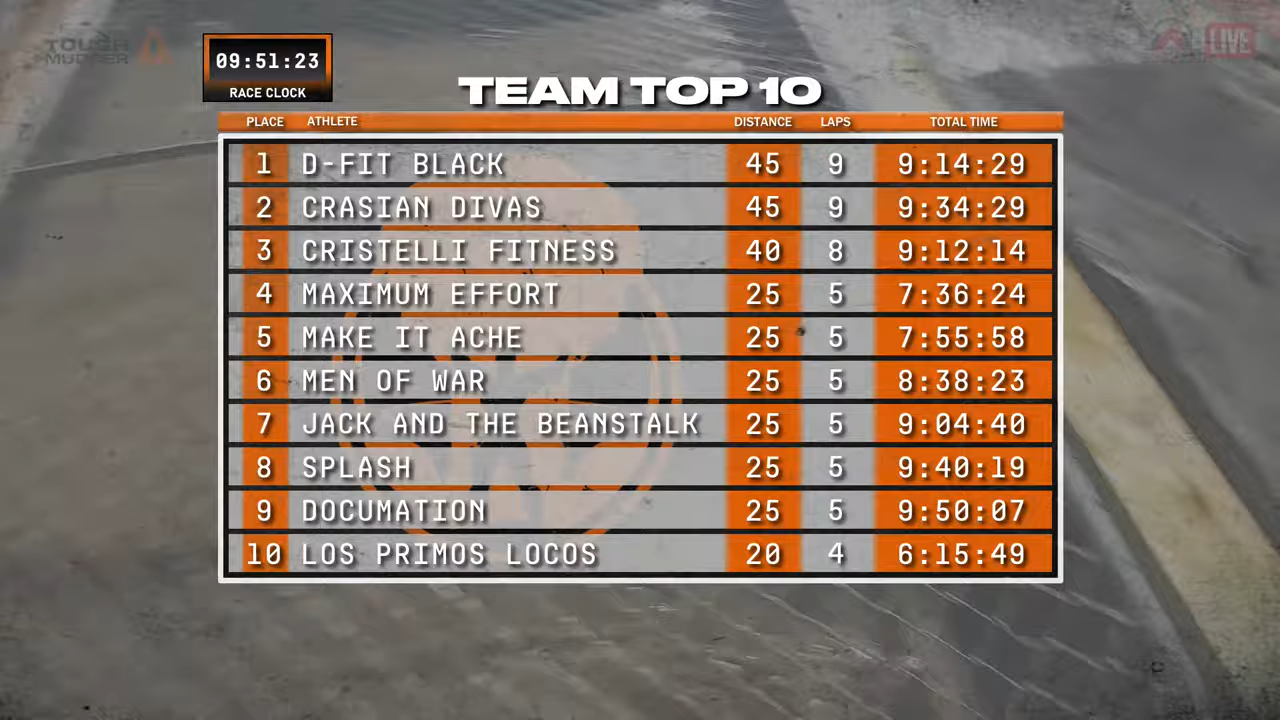 TOUGH MUDDER
LIVE
09:51:23
RACE CLOCK
TEAM TOP 10
PLACE ATHLETE DISTANCE LAPS TOTAL TIME
1 D-FIT BLACK 45 9 9:14:29
2 CRASIAN DIVAS 45 9 9:34:29
3 CRISTELLI FITNESS 40 8 9:12:14
4 MAXIMUM EFFORT 25 5 7:36:24
5 MAKE IT ACHE 25 5 7:55:58
6 MEN OF WAR 25 5 8:38:23
7 JACK AND THE BEANSTALK 25 5 9:04:40
8 SPLASH 25 5 9:40:19
9 DOCUMATION 25 5 9:50:07
10 LOS PRIMOS LOCOS 20 4 6:15:49